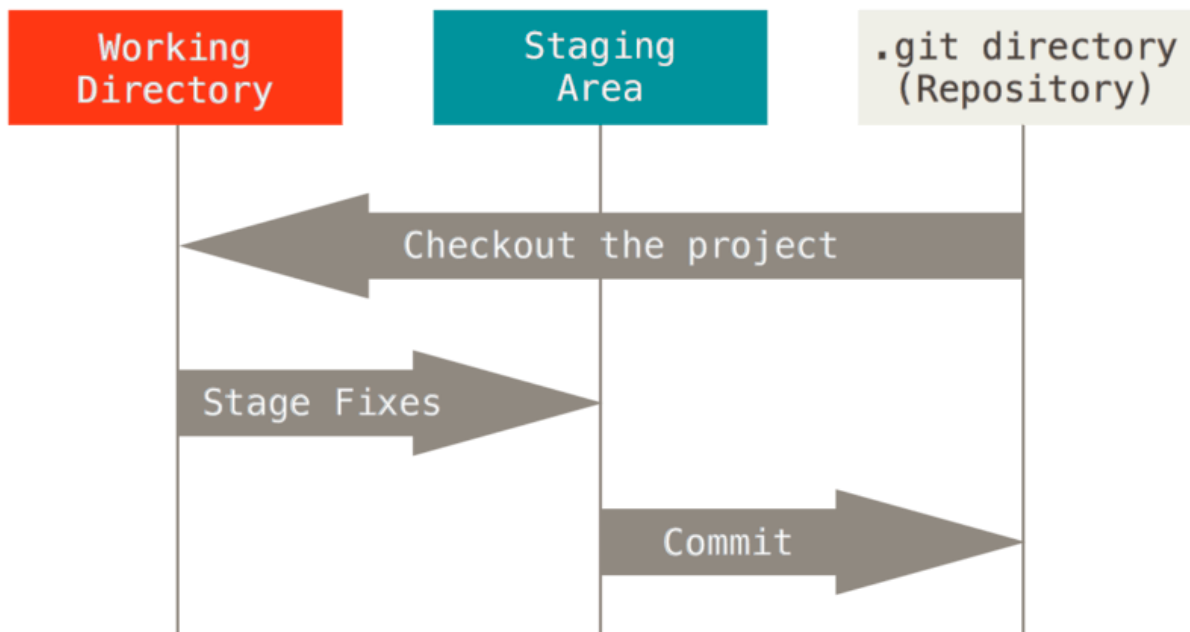 Working
Directory
Staging
Area
.git directory
(Repository)
Checkout the project
Stage Fixes
Commit